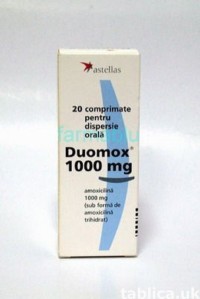 astellas
20 comprimate
pentru
dispersie
orală
Duomox®
1000 mg
amoxicilină
1000 mg
(sub formă de
amoxicilină
trihidrat)
tablica.uk